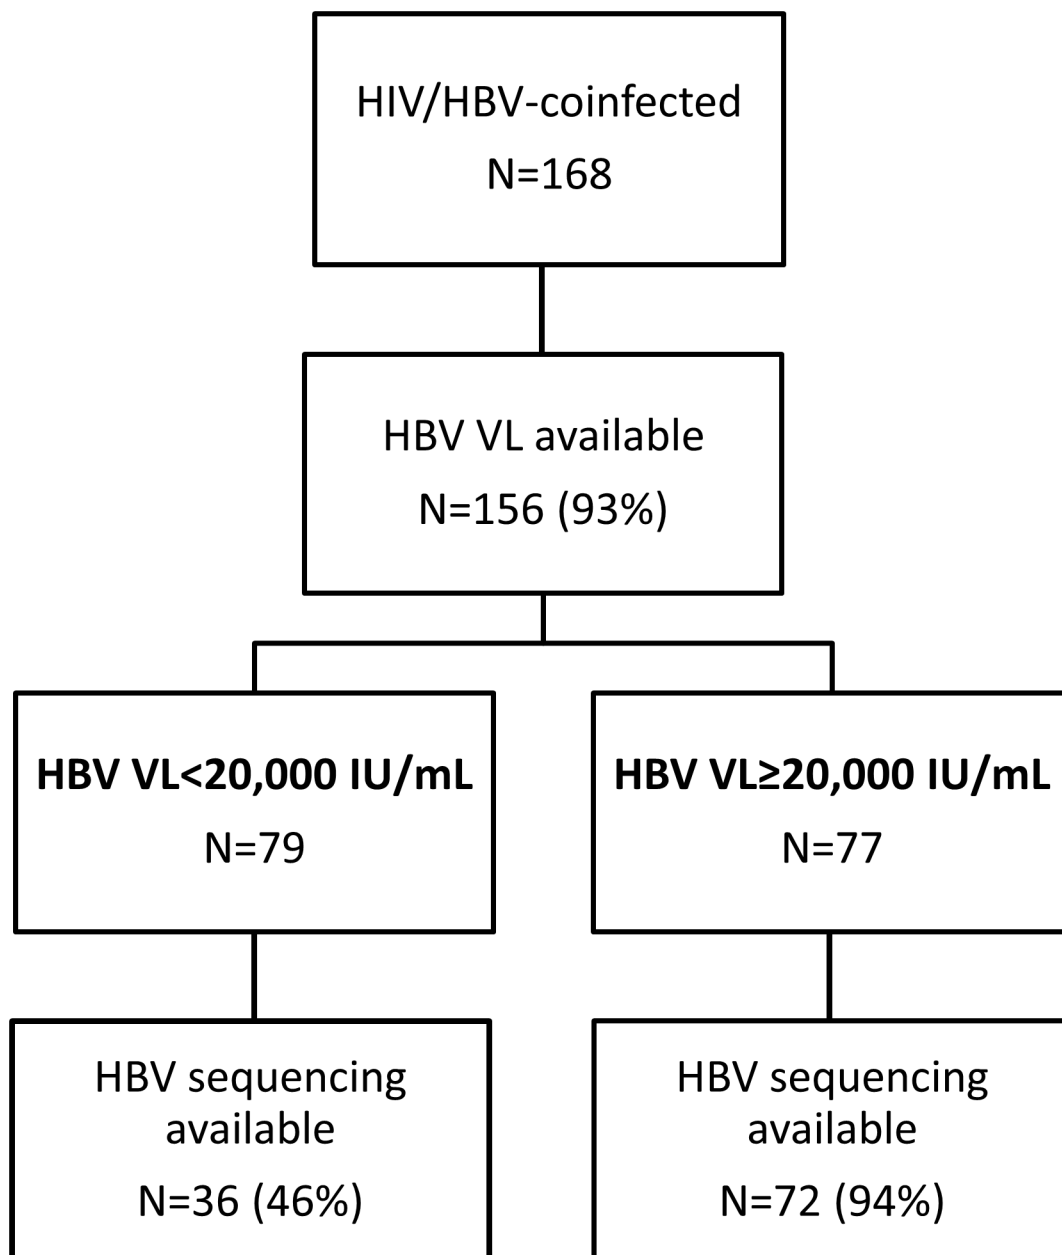 HIV/HBV-coinfected
N=168
HBV VL available
N=156 (93%)
HBV VL<20,000 IU/mL
N=79
HBV VL≥20,000 IU/mL
N=77
HBV sequencing
available
N=36 (46%)
HBV sequencing
available
N=72 (94%)